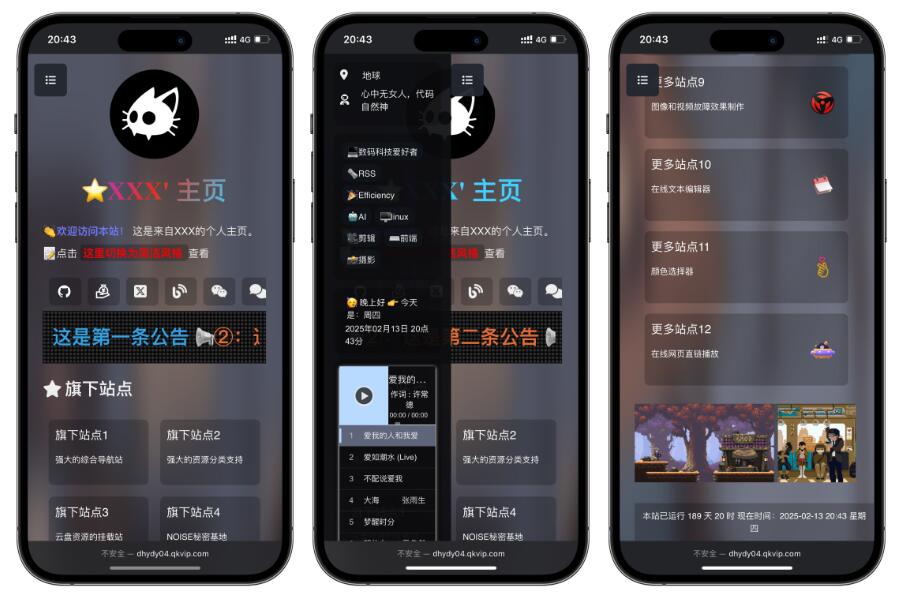 20:43
4G
⭐XXX' 主页
👏欢迎访问本站！ 这是来自XXX的个人主页。
📝点击 这里切换为简洁风格 查看
这是第一条公告 📢②：
旗下站点
旗下站点1
强大的综合导航站
旗下站点2
强大的资源分类支持
旗下站点3
云盘资源的挂载站
旗下站点4
NOISE秘密基地
不安全 — dhydy04.qkvip.com
20:43
4G
地球
心中无女人，代码
自然神
💻数码科技爱好者
RSS
🎉Efficiency
🤖AI
🖥️linux
剪辑
前端
📸摄影
' 主页
XXX的个人主页。
查看
🥳 晚上好 👉 今天
是：周四
2025年02月13日 20点
43分
第二条公告
爱我的...
作词 : 许常
德
00:00 / 00:00
1 爱我的人和我爱
2 爱如潮水 (Live)
3 不配说爱我
4 大海 张雨生
5 梦醒时分
站点2
强大的资源分类支持
站点4
NOISE秘密基地
不安全 — dhydy04.qkvip.com
20:43
4G
更多站点9
图像和视频故障效果制作
更多站点10
在线文本编辑器
更多站点11
颜色选择器
更多站点12
在线网页直链播放
本站已运行 189 天 20 时 现在时间：2025-02-13 20:43 星期
四
不安全 — dhydy04.qkvip.com